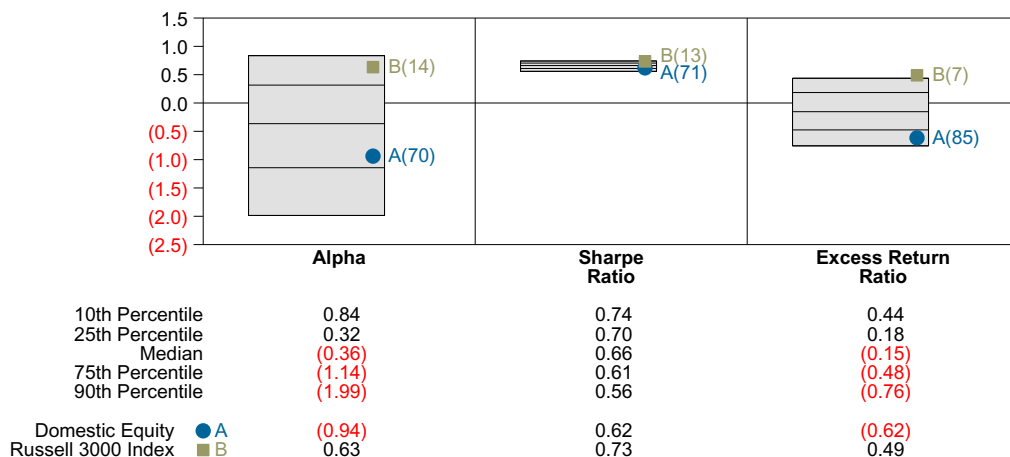 1.5
1.0
0.5
0.0
(0.5)
(1.0)
(1.5)
(2.0)
(2.5)
B(14)
A(70)
B(13)
A(71)
B(7)
A(85)
Alpha Sharpe Ratio Excess Return Ratio
10th Percentile 0.84 0.74 0.44
25th Percentile 0.32 0.70 0.18
Median (0.36) 0.66 (0.15)
75th Percentile (1.14) 0.61 (0.48)
90th Percentile (1.99) 0.56 (0.76)
Domestic Equity A (0.94) 0.62 (0.62)
Russell 3000 Index B 0.63 0.73 0.49